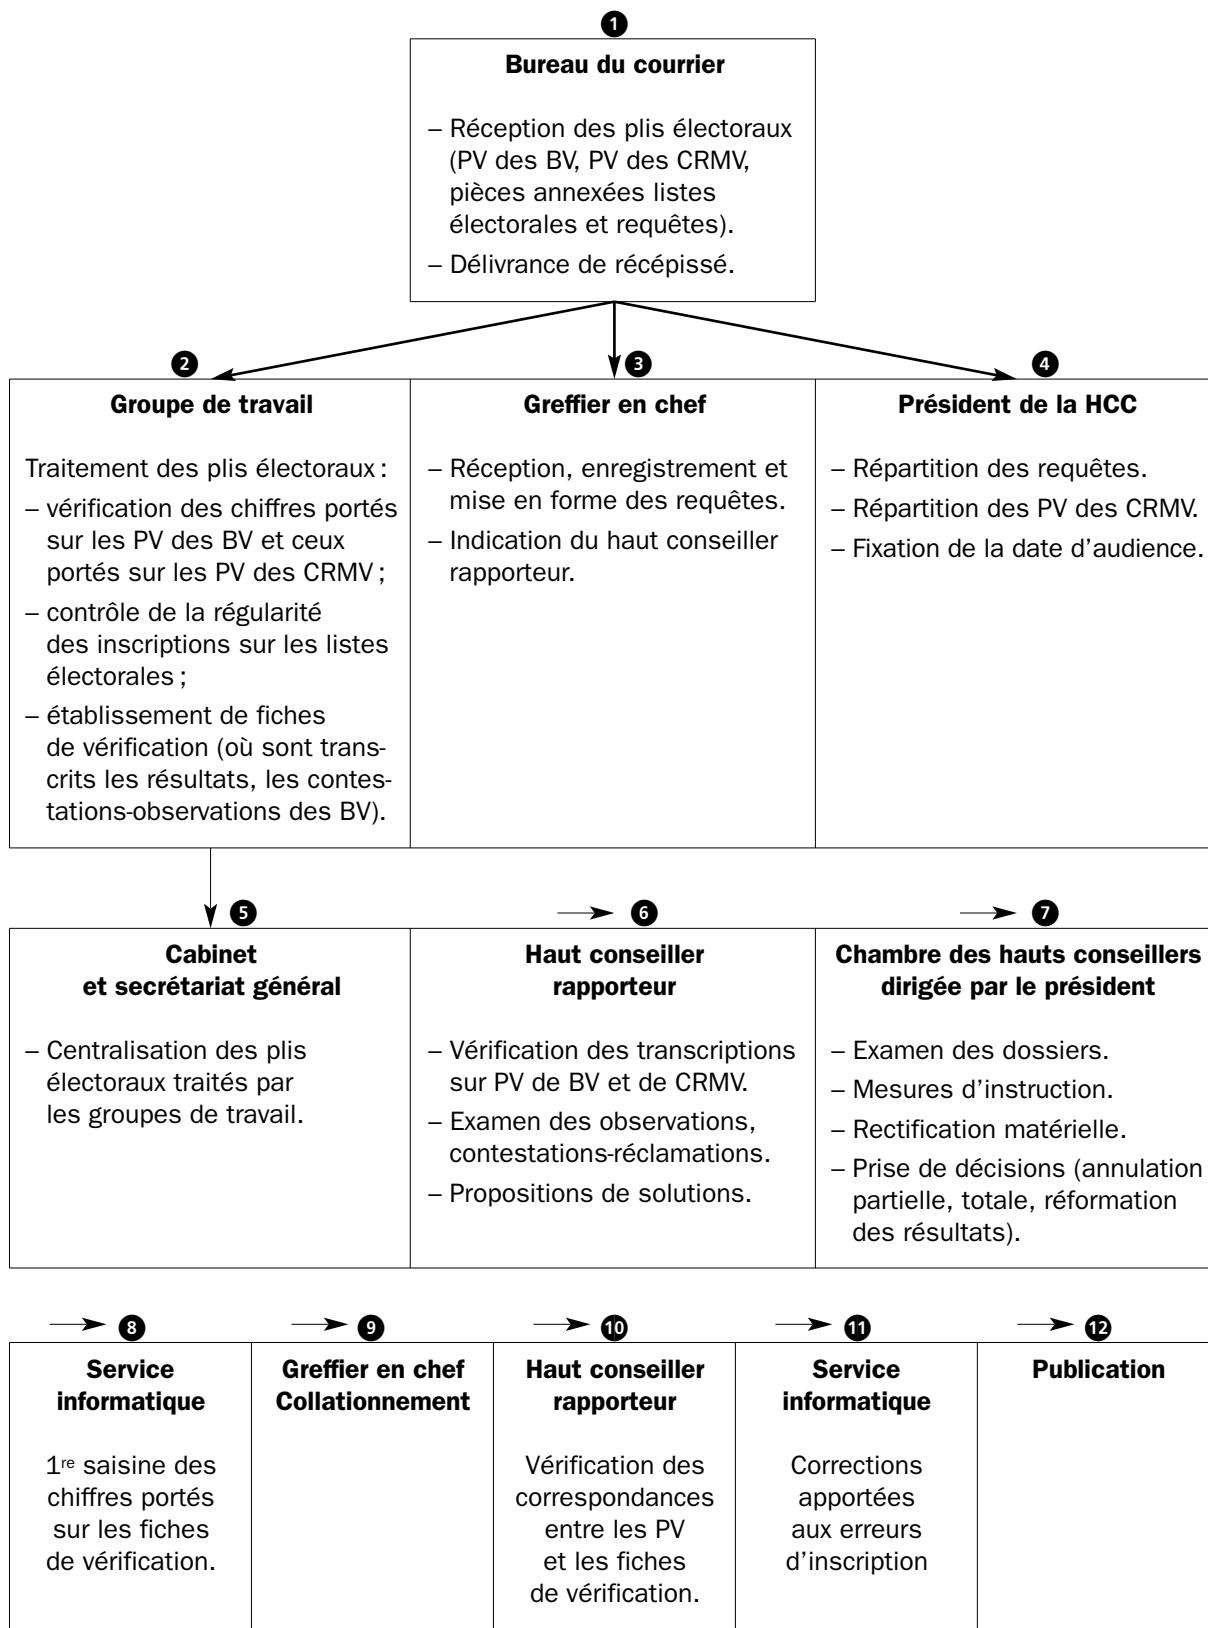 1
Bureau du courrier
– Réception des plis électoraux
(PV des BV, PV des CRMV,
pièces annexées listes
électorales et requêtes).
– Délivrance de récépissé.
2
Groupe de travail
Traitement des plis électoraux :
– vérification des chiffres portés
sur les PV des BV et ceux
portés sur les PV des CRMV ;
– contrôle de la régularité
des inscriptions sur les listes
électorales ;
– établissement de fiches
de vérification (où sont trans-
crits les résultats, les contes-
tations-observations des BV).
3
Greffier en chef
– Réception, enregistrement et
mise en forme des requêtes.
– Indication du haut conseiller
rapporteur.
4
Président de la HCC
– Répartition des requêtes.
– Répartition des PV des CRMV.
– Fixation de la date d’audience.
5
Cabinet
et secrétariat général
– Centralisation des plis
électoraux traités par
les groupes de travail.
6
Haut conseiller
rapporteur
– Vérification des transcriptions
sur PV de BV et de CRMV.
– Examen des observations,
contestations-réclamations.
– Propositions de solutions.
7
Chambre des hauts conseillers
dirigée par le président
– Examen des dossiers.
– Mesures d’instruction.
– Rectification matérielle.
– Prise de décisions (annulation
partielle, totale, réformation
des résultats).
8
Service
informatique
1re saisine des
chiffres portés
sur les fiches
de vérification.
9
Greffier en chef
Collationnement
10
Haut conseiller
rapporteur
Vérification des
correspondances
entre les PV
et les fiches
de vérification.
11
Service
informatique
Corrections
apportées
aux erreurs
d’inscription
12
Publication